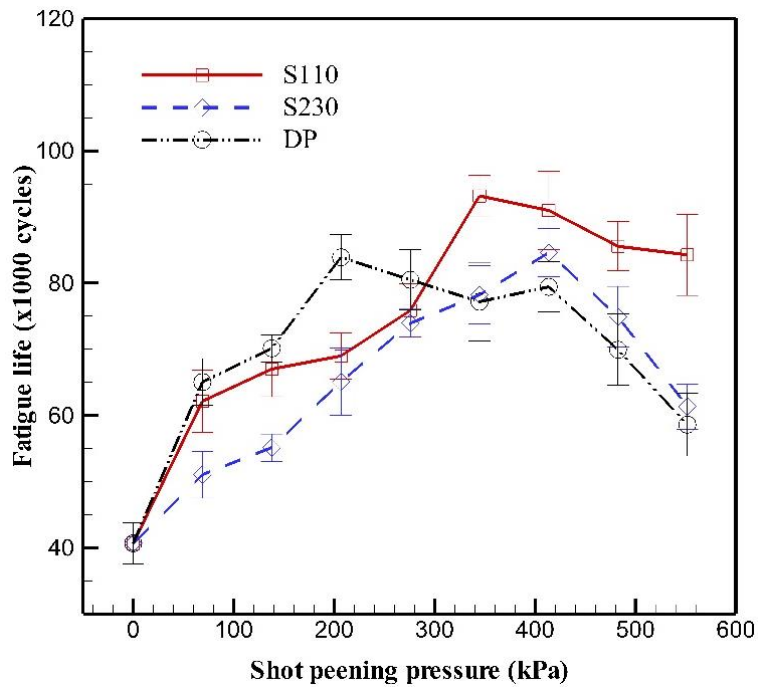 120
100
80
60
40
Fatigue life (x1000 cycles)
S110
S230
DP
0 100 200 300 400 500 600
Shot peening pressure (kPa)